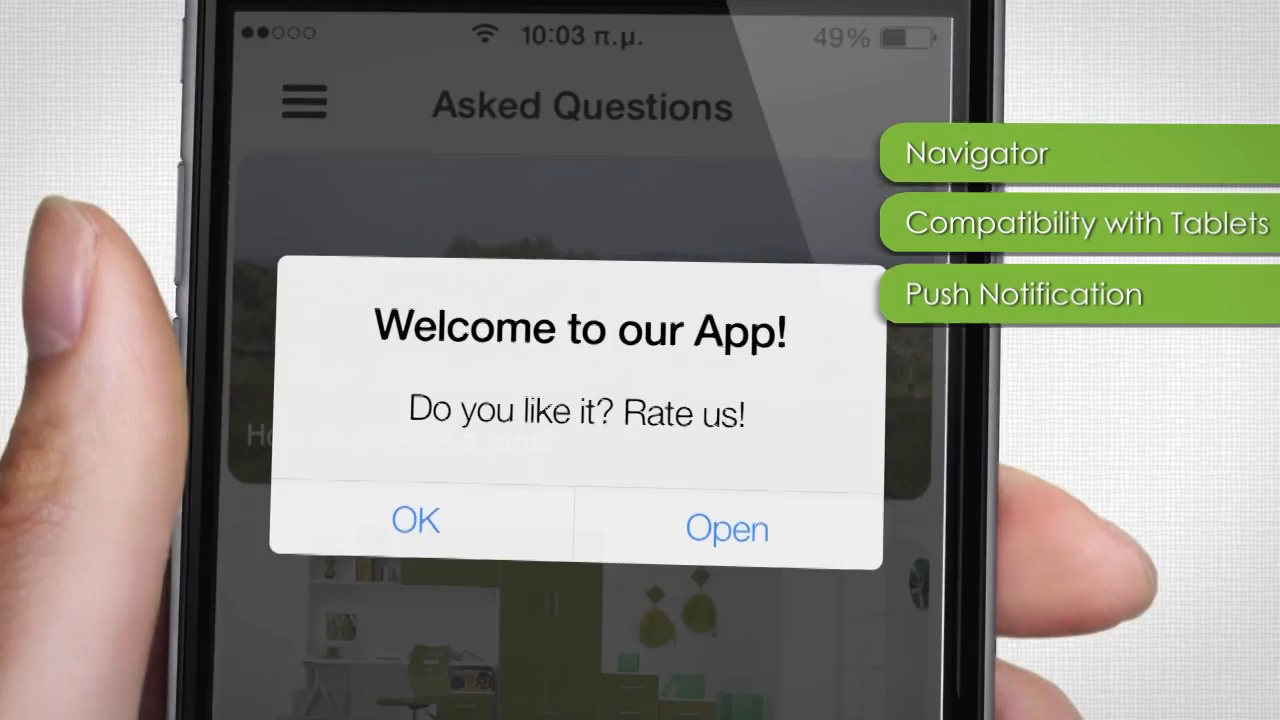 10:03 π.μ.
49%
Asked Questions
Navigator
Compatibility with Tablets
Push Notification
Welcome to our App!
Do you like it? Rate us!
OK
Open